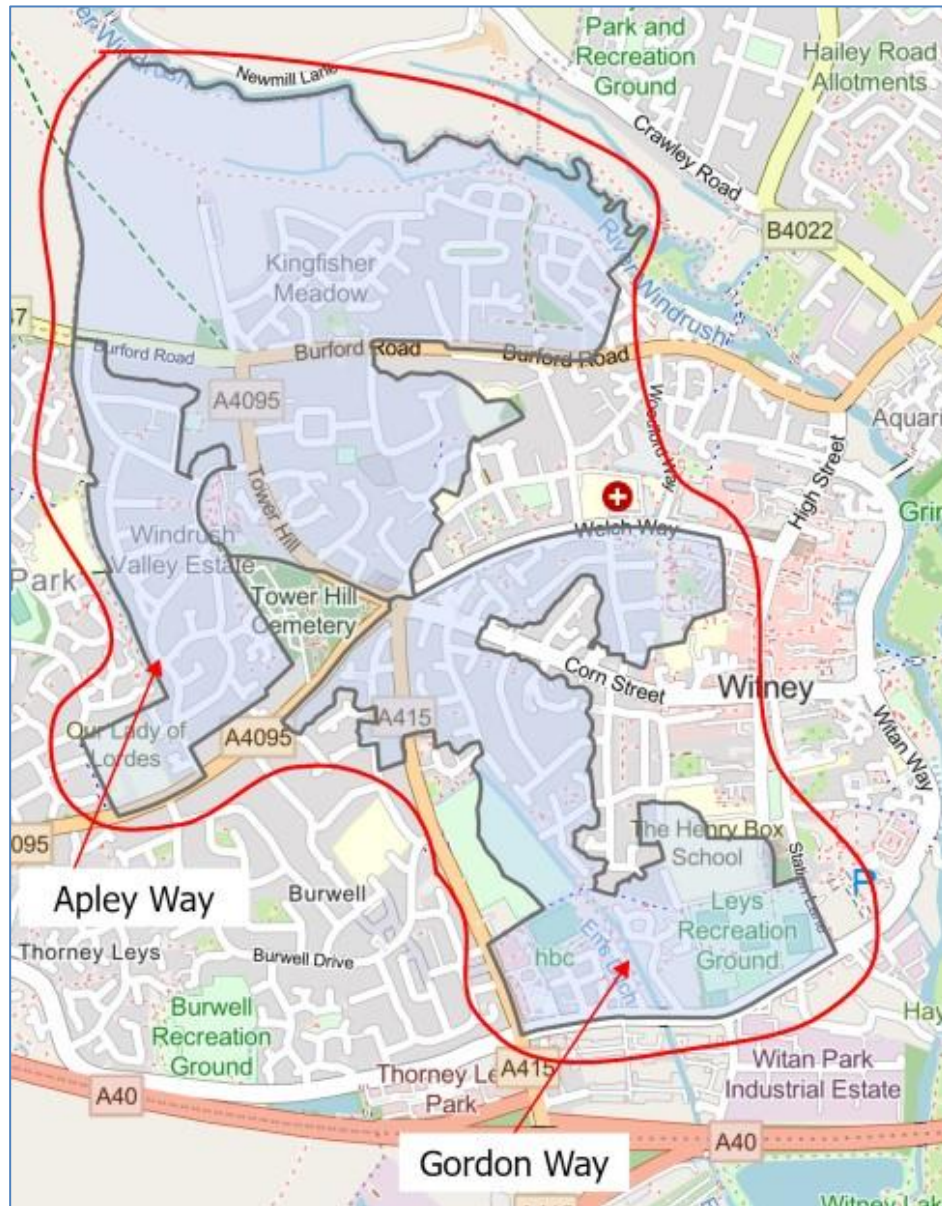 er Windrush
Newmill Lane
Park and
Recreation
Ground
Hailey Road
Allotments
Crawley Road
B4022
Kingfisher
Meadow
River Windrush
Burford Road
Burford Road
Burford Road
A4095
Woodford Way
High Street
Tower Hill
Welch Way
Windrush
Valley Estate
Park
Tower Hill
Cemetery
Corn Street
Witney
A415
A4095
Our Lady of
Lordes
Witan Way
095
The Henry Box
School
Station Lane
P
Apley Way
Burwell
Leys
Recreation
Ground
hbc
Thorney Leys
Burwell Drive
Burwell
Recreation
Ground
A415
Witan Park
Industrial Estate
Park
A40
A40
Gordon Way